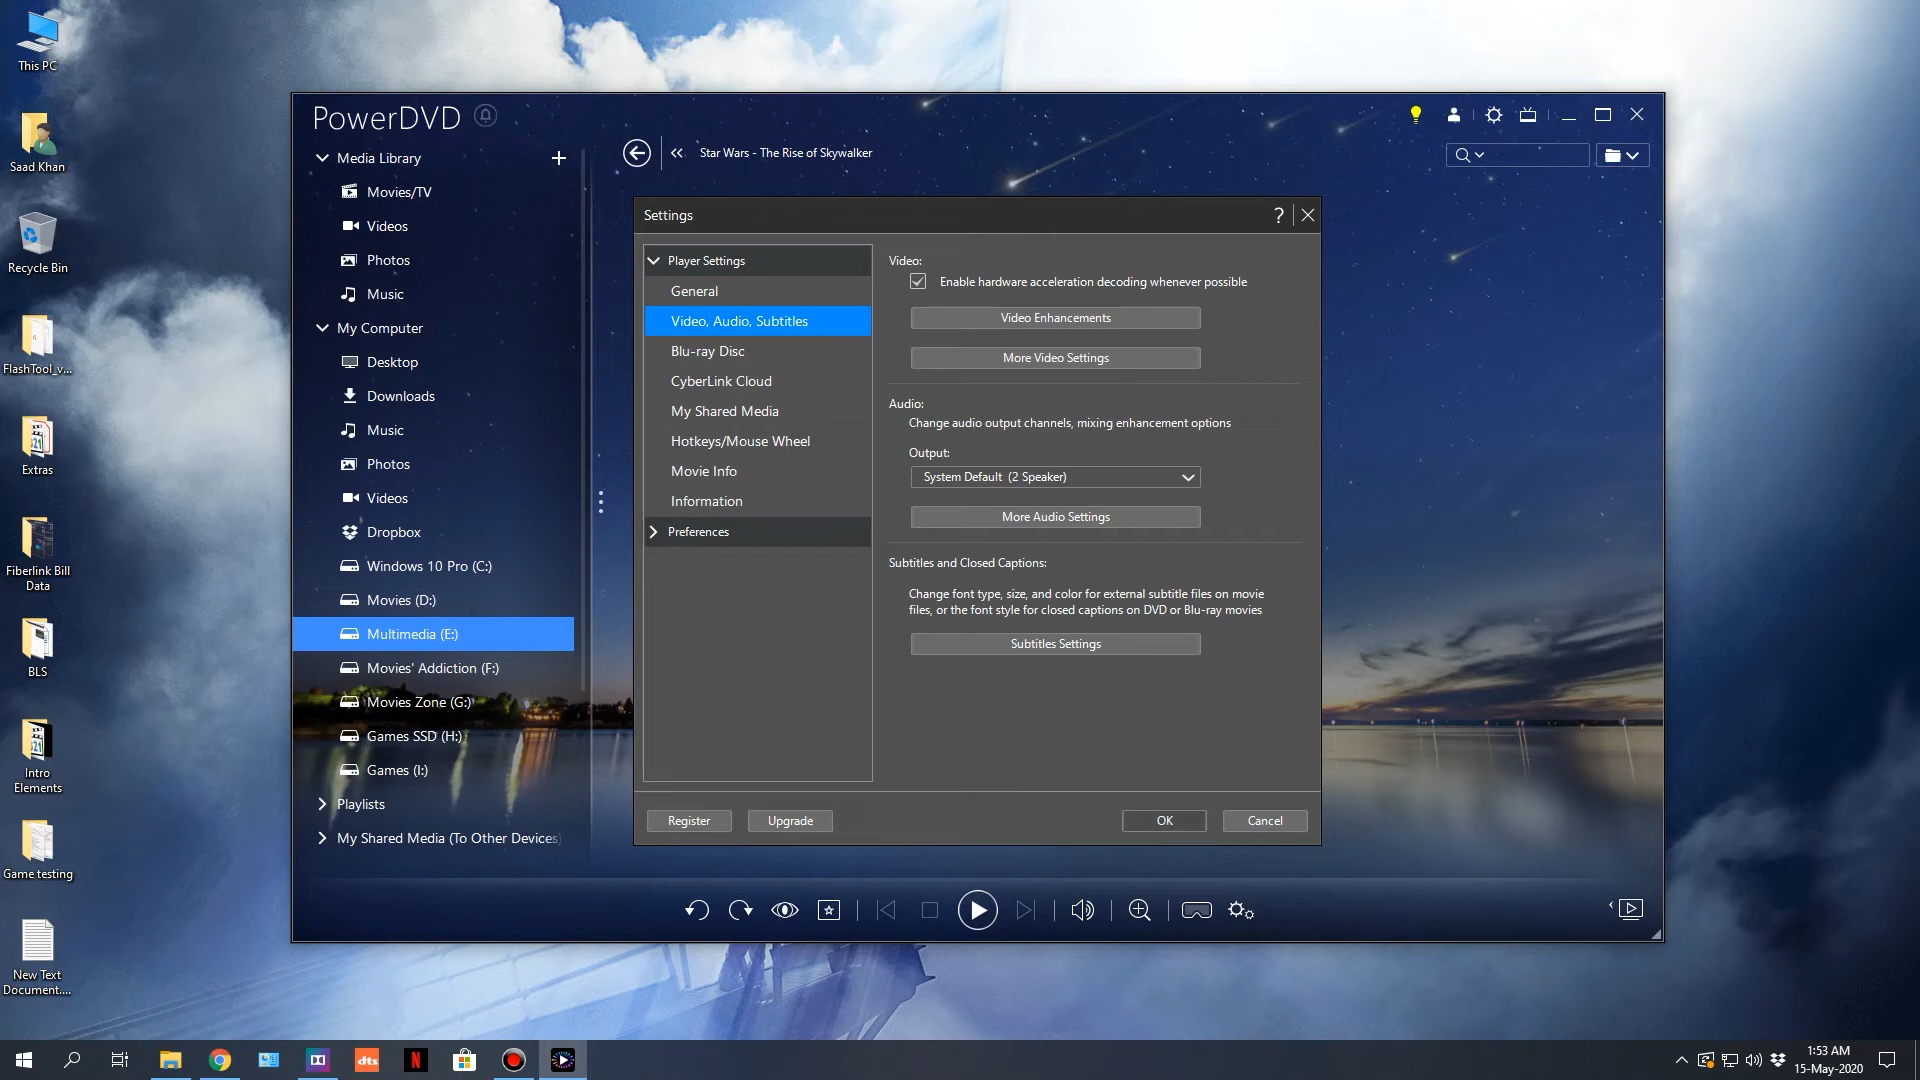 This PC
Saad Khan
Recycle Bin
FlashTool_v...
Extras
Fiberlink Bill
Data
BLS
Intro
Elements
Game testing
New Text
Document....
PowerDVD
Media Library
Movies/TV
Videos
Photos
Music
My Computer
Desktop
Downloads
Music
Photos
Videos
Dropbox
Windows 10 Pro (C:)
Movies (D:)
Multimedia (E:)
Movies' Addiction (F:)
Movies Zone (G:)
Games SSD (H:)
Games (I:)
Playlists
My Shared Media (To Other Devices)
Star Wars - The Rise of Skywalker
Settings
?
Player Settings
General
Video, Audio, Subtitles
Blu-ray Disc
CyberLink Cloud
My Shared Media
Hotkeys/Mouse Wheel
Movie Info
Information
Preferences
Video:
Enable hardware acceleration decoding whenever possible
Video Enhancements
More Video Settings
Audio:
Change audio output channels, mixing enhancement options
Output:
System Default (2 Speaker)
More Audio Settings
Subtitles and Closed Captions:
Change font type, size, and color for external subtitle files on movie
files, or the font style for closed captions on DVD or Blu-ray movies
Subtitles Settings
Register
Upgrade
OK
Cancel
dts
N
1:53 AM
15-May-2020